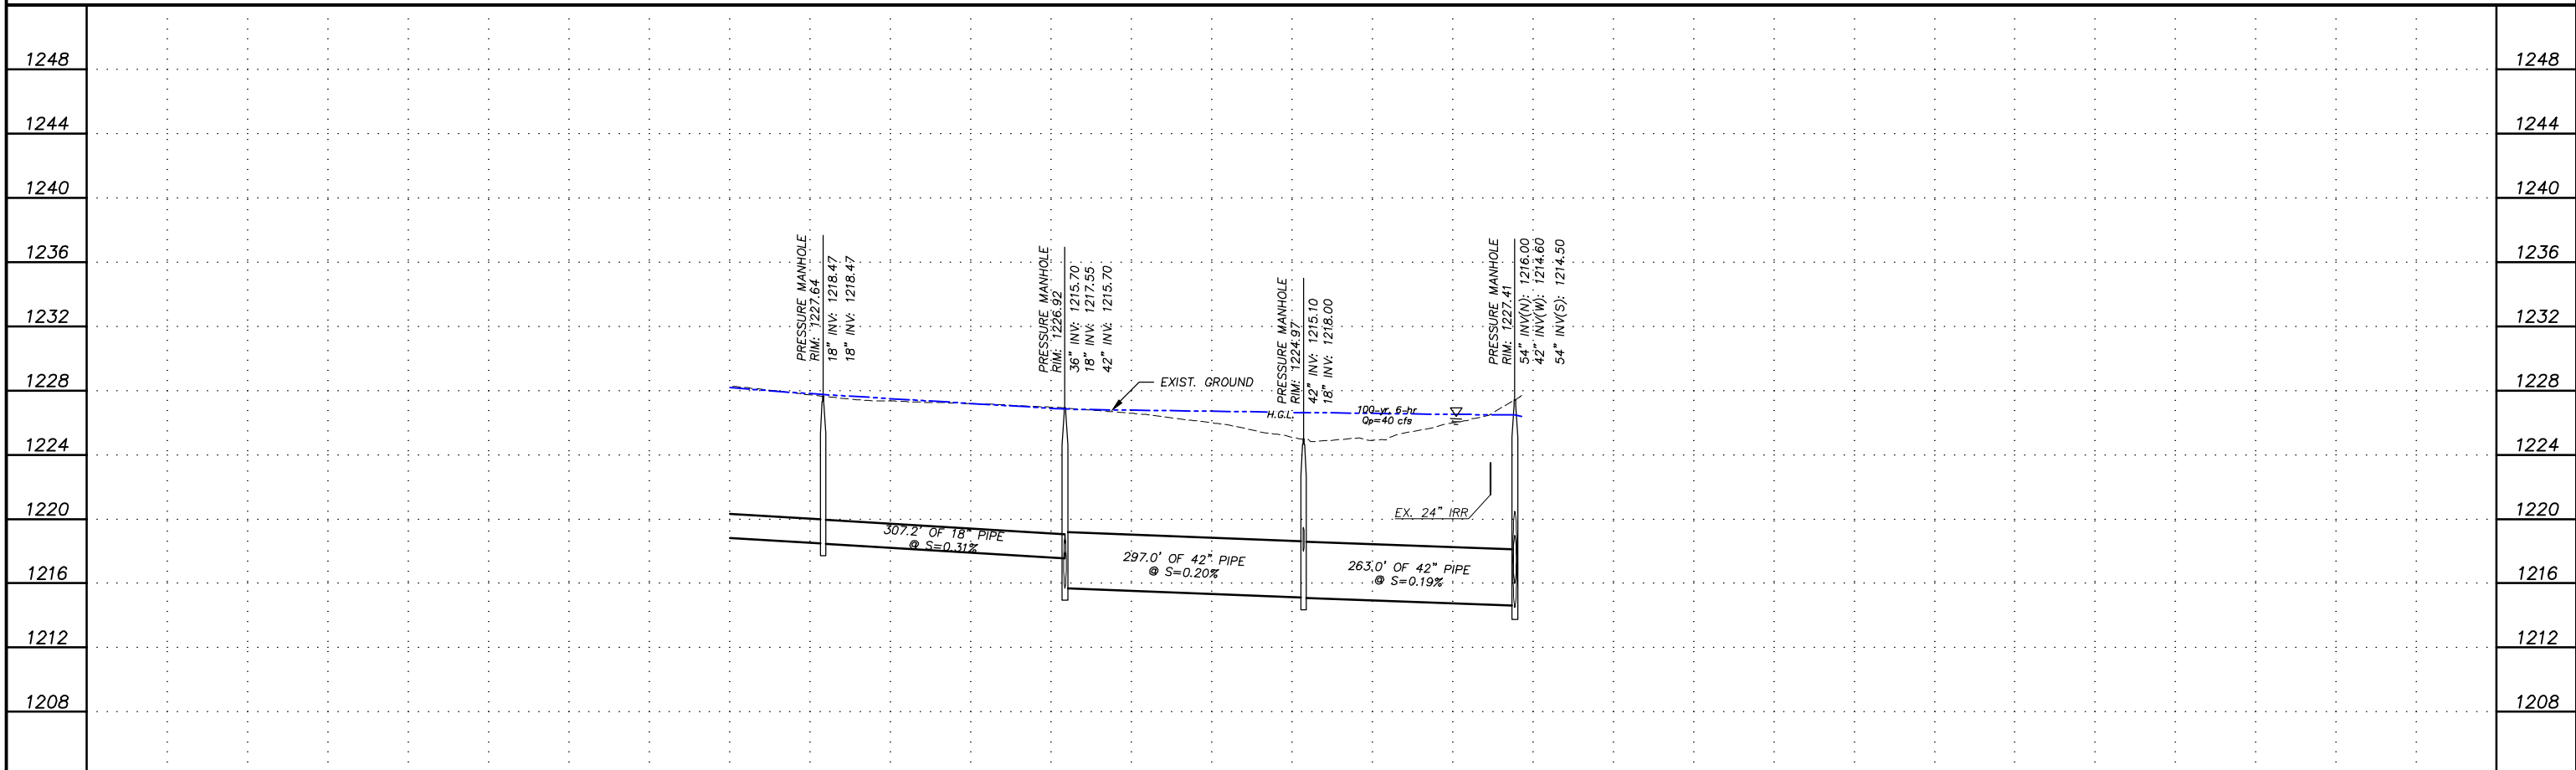 1248
1244
1240
1236
1232
1228
1224
1220
1216
1212
1208
PRESSURE MANHOLE
RIM: 1227.64
18" INV: 1218.47
18" INV: 1218.47
PRESSURE MANHOLE
RIM: 1226.92
36" INV: 1215.70
18" INV: 1217.55
42" INV: 1215.70
EXIST. GROUND
PRESSURE MANHOLE
RIM: 1224.97
42" INV: 1215.10
18" INV: 1218.00
H.G.L.
100-yr, 6-hr
Qp=40 cfs
PRESSURE MANHOLE
RIM: 1227.41
54" INV(N): 1216.00
42" INV(W): 1214.60
54" INV(S): 1214.50
EX. 24" IRR
307.2' OF 18" PIPE
@ S=0.31%
297.0' OF 42" PIPE
@ S=0.20%
263.0' OF 42" PIPE
@ S=0.19%
1248
1244
1240
1236
1232
1228
1224
1220
1216
1212
1208